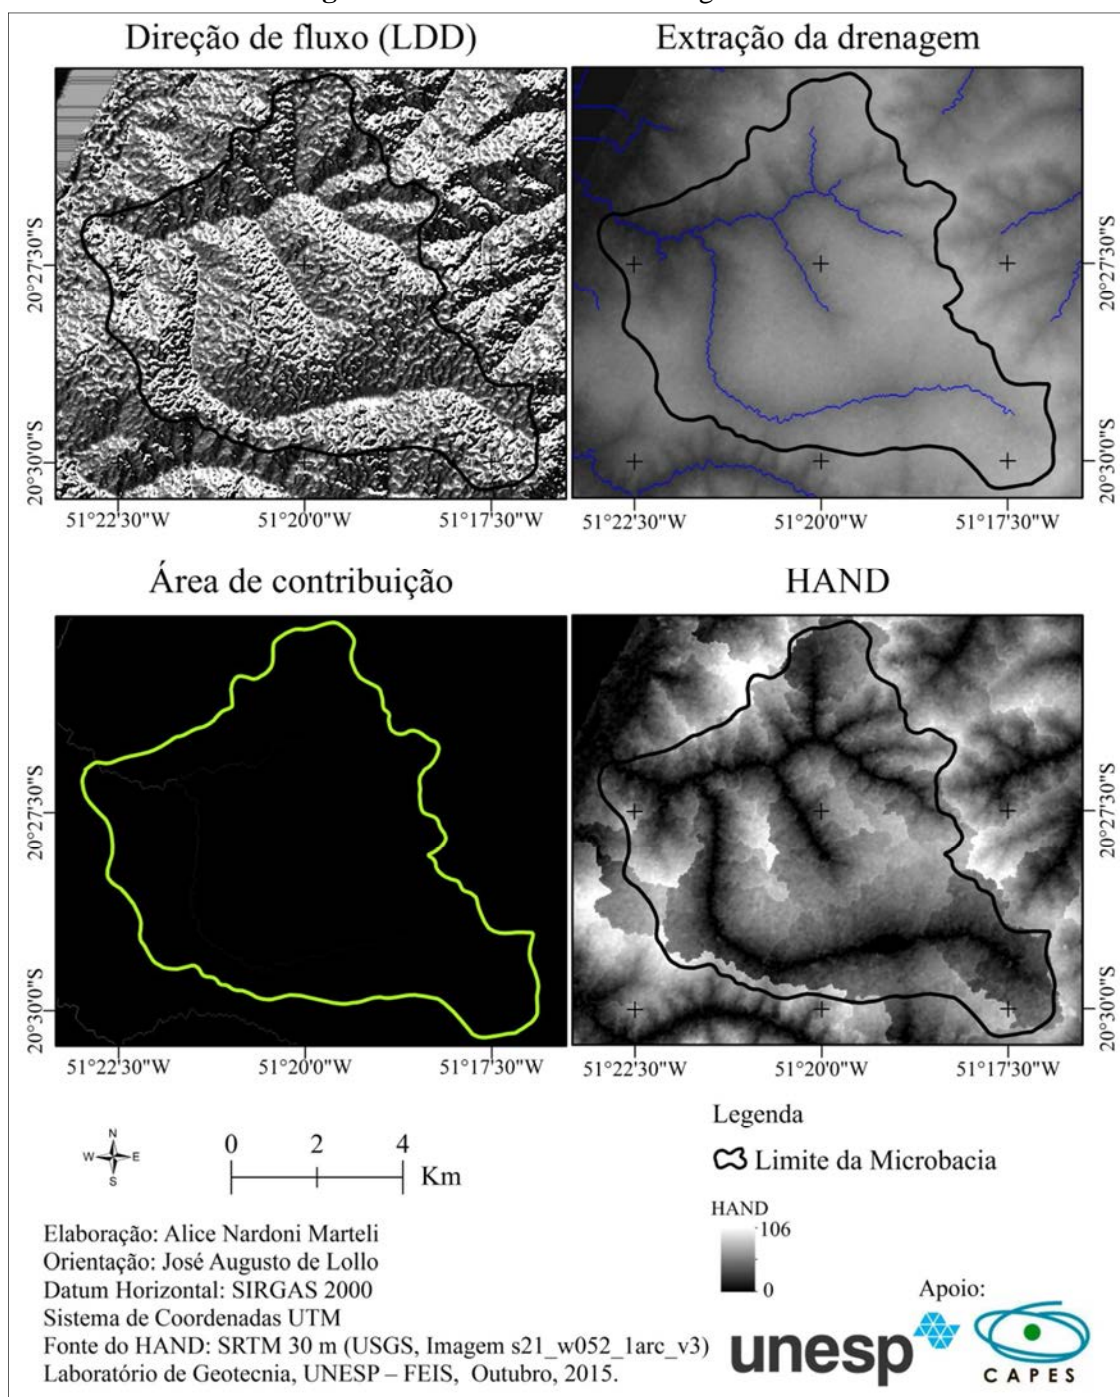 Direção de fluxo (LDD)
Extração da drenagem
20°27'30"S
20°30'0"S
20°27'30"S
20°30'0"S
51°22'30"W
51°20'0"W
51°17'30"W
51°22'30"W
51°20'0"W
51°17'30"W
Área de contribuição
HAND
20°27'30"S
20°30'0"S
20°27'30"S
20°30'0"S
51°22'30"W
51°20'0"W
51°17'30"W
51°22'30"W
51°20'0"W
51°17'30"W
N
W
E
S
0
2
4
Km
Legenda
Limite da Microbacia
HAND
106
0
Elaboração: Alice Nardoni Marteli
Orientação: José Augusto de Lollo
Datum Horizontal: SIRGAS 2000
Sistema de Coordenadas UTM
Fonte do HAND: SRTM 30 m (USGS, Imagem s21_w052_1arc_v3)
Laboratório de Geotecnia, UNESP – FEIS, Outubro, 2015.
Apoio:
unesp
CAPES